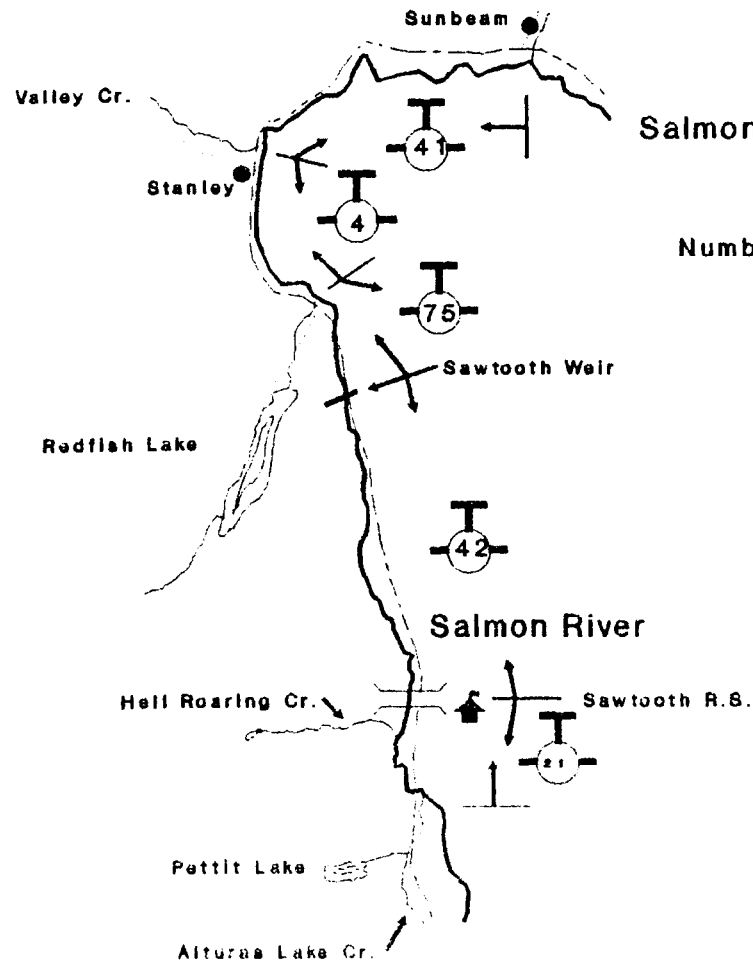 Sunbeam
Valley Cr.
Salmon
41
Stanley
4
Numb
75
Sawtooth Weir
Redfish Lake
42
Salmon River
Hell Roaring Cr.
Sawtooth R.S.
21
Pettit Lake
Alturas Lake Cr.